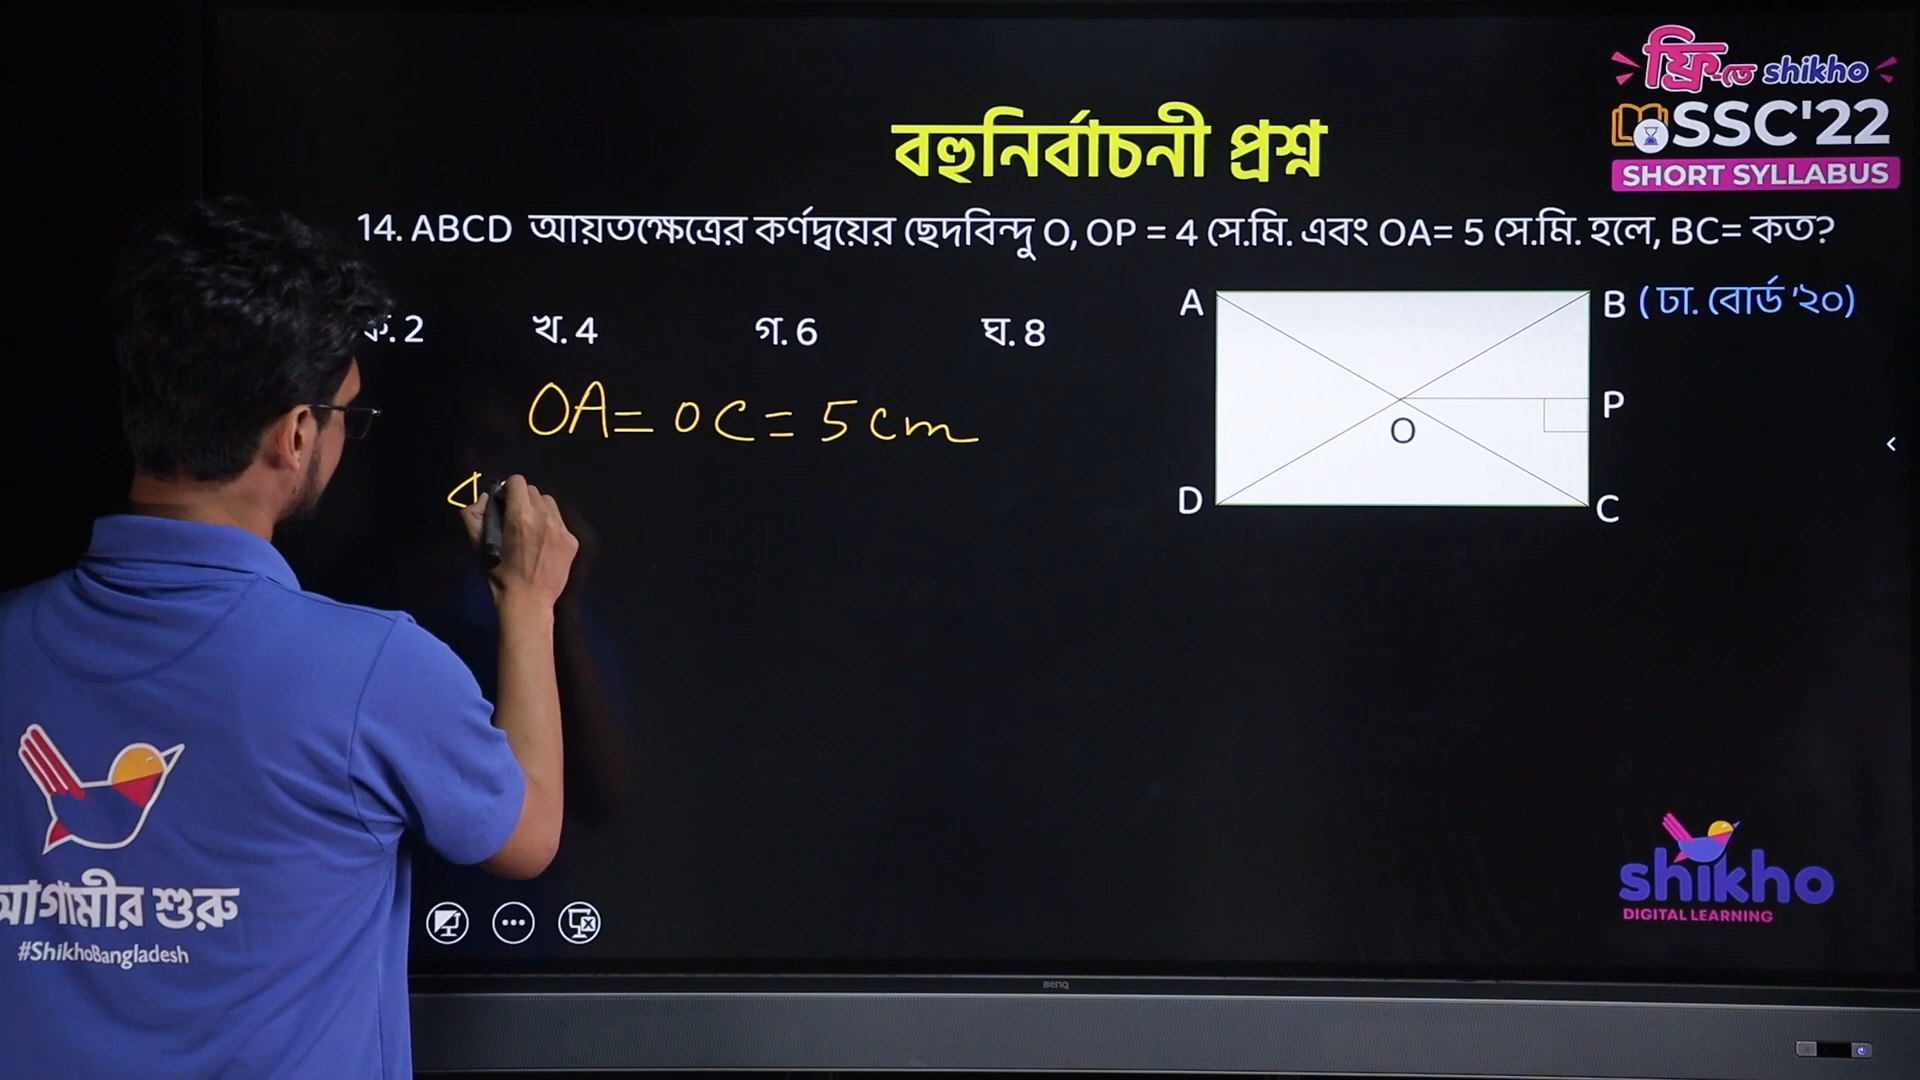 ফ্রি-তে shikho
SSC'22
SHORT SYLLABUS
বহুনির্বাচনী প্রশ্ন
14. ABCD আয়তক্ষেত্রের কর্ণদ্বয়ের ছেদবিন্দু O, OP = 4 সে.মি. এবং OA= 5 সে.মি. হলে, BC= কত?
ক. 2 খ. 4 গ. 6 ঘ. 8
A B (ঢা. বোর্ড '২০)
P
O
D C
OA = OC = 5 cm
shikho
DIGITAL LEARNING
আগামীর শুরু
#ShikhoBangladesh
BenQ